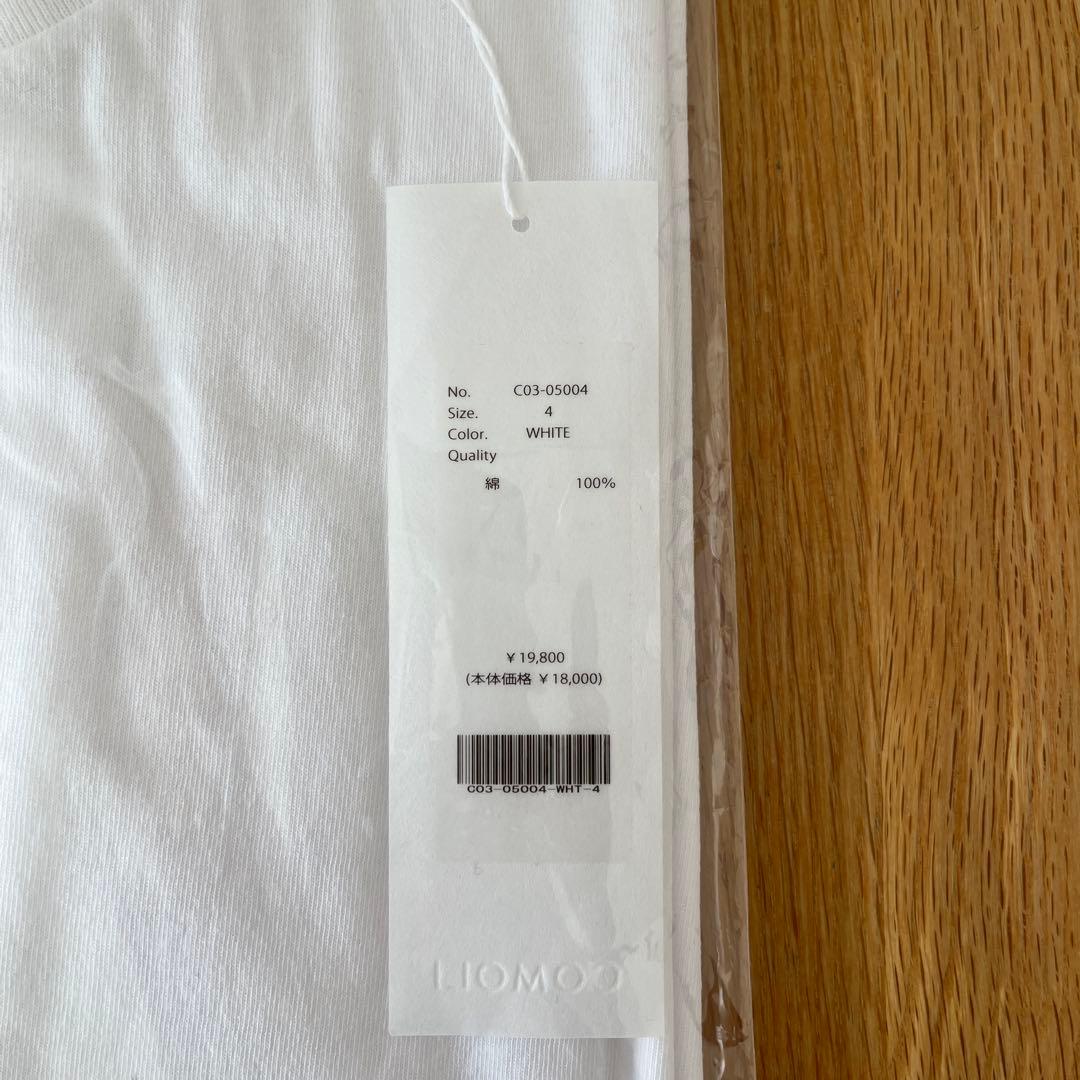 No. C03-05004
Size. 4
Color. WHITE
Quality
綿 100%
¥ 19,800
(本体価格 ¥ 18,000)
C03-05004-WHT-4
COMOLI